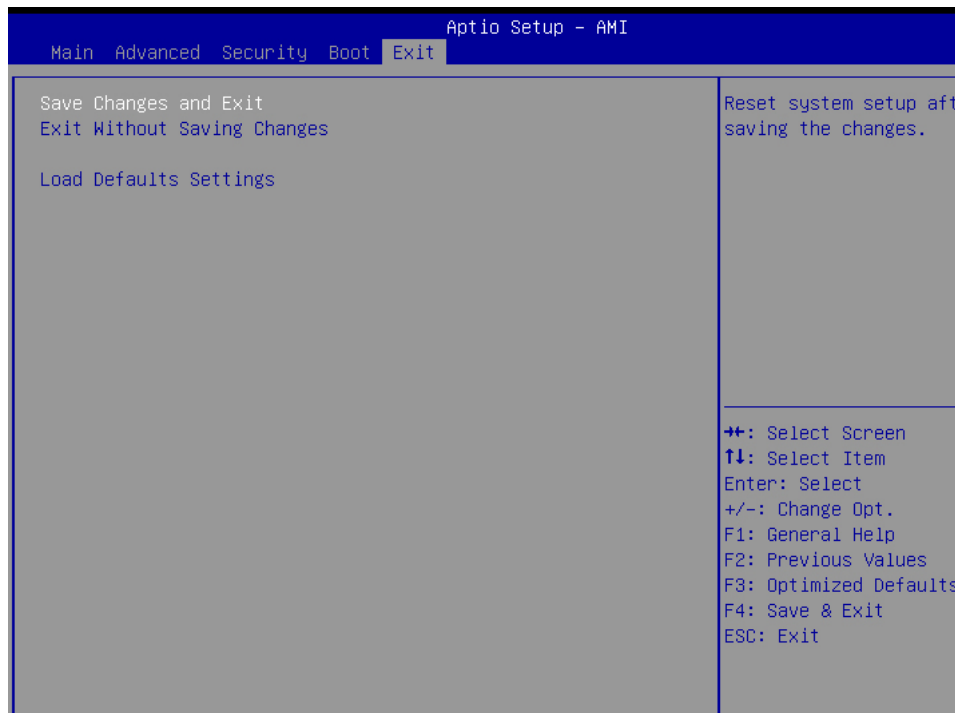 Aptio Setup – AMI
Main Advanced Security Boot Exit
Save Changes and Exit
Exit Without Saving Changes
Load Defaults Settings
Reset system setup aft
saving the changes.
→←: Select Screen
↑↓: Select Item
Enter: Select
+/-: Change Opt.
F1: General Help
F2: Previous Values
F3: Optimized Defaults
F4: Save & Exit
ESC: Exit